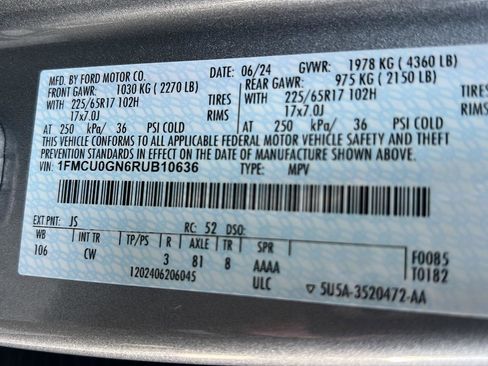 MFD. BY FORD MOTOR CO.
DATE: 06/24 GVWR: 1978 KG ( 4360 LB)
FRONT GAWR: 1030 KG ( 2270 LB) REAR GAWR: 975 KG ( 2150 LB)
WITH 225/65R17 102H TIRES WITH 225/65R17 102H TIRES
17x7.0J RIMS 17x7.0J RIMS
AT 250 kPa/ 36 PSI COLD AT 250 kPa/ 36 PSI COLD
THIS VEHICLE CONFORMS TO ALL APPLICABLE FEDERAL MOTOR VEHICLE SAFETY AND
BUMPER STANDARDS IN EFFECT ON THE DATE OF MANUFACTURE SHOWN ABOVE.
VIN: 1FMCU0GN6RUB10636 TYPE: MPV
EXT PNT: JS RC: 52 DSO:
WB INT TR TP/PS R AXLE TR SPR
106 CW 3 81 8 AAAA
ULC
F0085
T0182
1202406206045
5U5A-3520472-AA